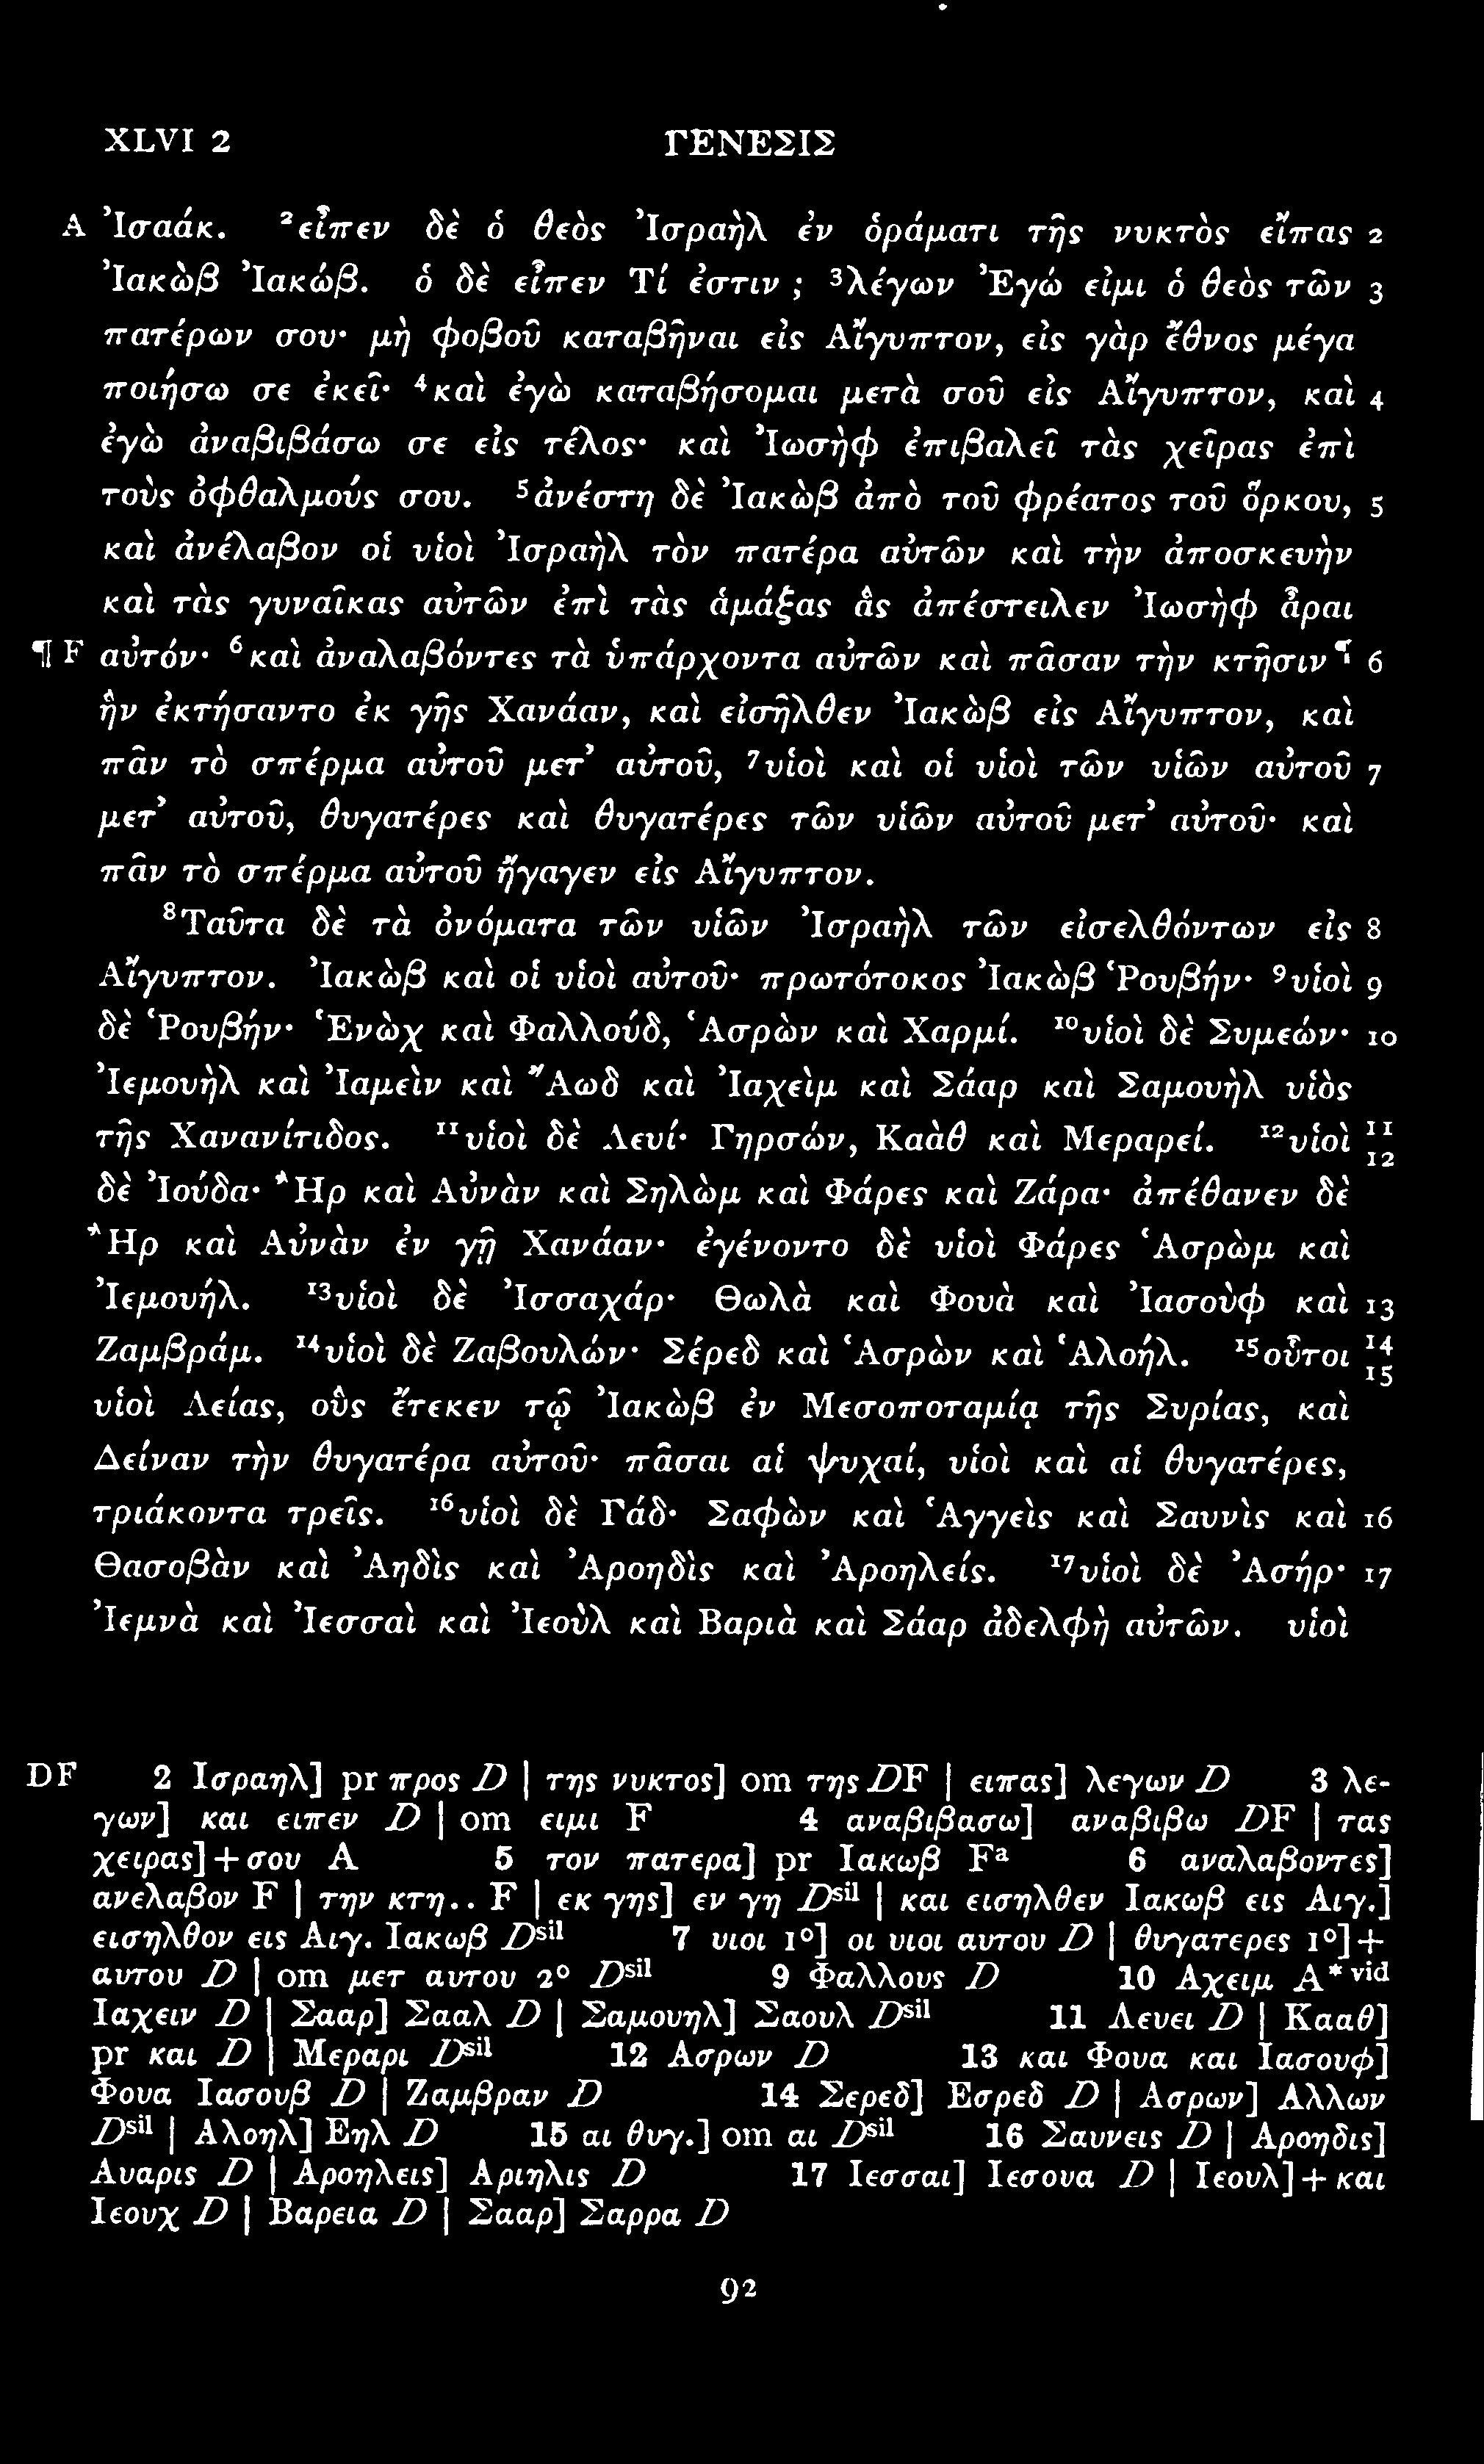 XLVI 2 ΓΕΝΕΣΙΣ
A Ἰσαάκ. ²εἶπεν δὲ ὁ θεὸς Ἰσραὴλ ἐν ὁράματι τῆς νυκτὸς εἴπας 2
Ἰακὼβ Ἰακώβ. ὁ δὲ εἶπεν Τί ἐστιν ; ³λέγων Ἐγώ εἰμι ὁ θεὸς τῶν 3
πατέρων σου· μὴ φοβοῦ καταβῆναι εἰς Αἴγυπτον, εἰς γὰρ ἔθνος μέγα
ποιήσω σε ἐκεῖ· ⁴καὶ ἐγὼ καταβήσομαι μετὰ σοῦ εἰς Αἴγυπτον, καὶ 4
ἐγὼ ἀναβιβάσω σε εἰς τέλος· καὶ Ἰωσὴφ ἐπιβαλεῖ τὰς χεῖρας ἐπὶ
τοὺς ὀφθαλμούς σου. ⁵ἀνέστη δὲ Ἰακὼβ ἀπὸ τοῦ φρέατος τοῦ ὅρκου, 5
καὶ ἀνέλαβον οἱ υἱοὶ Ἰσραὴλ τὸν πατέρα αὐτῶν καὶ τὴν ἀποσκευὴν
καὶ τὰς γυναῖκας αὐτῶν ἐπὶ τὰς ἁμάξας ἃς ἀπέστειλεν Ἰωσὴφ ἆραι
¶ F αὐτόν· ⁶καὶ ἀναλαβόντες τὰ ὑπάρχοντα αὐτῶν καὶ πᾶσαν τὴν κτῆσιν¶ 6
ἣν ἐκτήσαντο ἐκ γῆς Χανάαν, καὶ εἰσῆλθεν Ἰακὼβ εἰς Αἴγυπτον, καὶ
πᾶν τὸ σπέρμα αὐτοῦ μετ’ αὐτοῦ, ⁷υἱοὶ καὶ οἱ υἱοὶ τῶν υἱῶν αὐτοῦ 7
μετ’ αὐτοῦ, θυγατέρες καὶ θυγατέρες τῶν υἱῶν αὐτοῦ μετ’ αὐτοῦ· καὶ
πᾶν τὸ σπέρμα αὐτοῦ ἤγαγεν εἰς Αἴγυπτον.
⁸Ταῦτα δὲ τὰ ὀνόματα τῶν υἱῶν Ἰσραὴλ τῶν εἰσελθόντων εἰς 8
Αἴγυπτον. Ἰακὼβ καὶ οἱ υἱοὶ αὐτοῦ· πρωτότοκος Ἰακὼβ Ῥουβήν· ⁹υἱοὶ 9
δὲ Ῥουβήν· Ἑνὼχ καὶ Φαλλούδ, Ἁσρὼν καὶ Χαρμί. ¹⁰υἱοὶ δὲ Συμεών· 10
Ἰεμουὴλ καὶ Ἰαμεὶν καὶ Ἄωδ καὶ Ἰαχεὶμ καὶ Σάαρ καὶ Σαμουὴλ υἱὸς
τῆς Χανανίτιδος. ¹¹υἱοὶ δὲ Λευί· Γηρσών, Καὰθ καὶ Μεραρεί. ¹²υἱοὶ 11 12
δὲ Ἰούδα· Ἢρ καὶ Αὐνὰν καὶ Σηλὼμ καὶ Φάρες καὶ Ζάρα· ἀπέθανεν δὲ
Ἢρ καὶ Αὐνὰν ἐν γῇ Χανάαν· ἐγένοντο δὲ υἱοὶ Φάρες Ἁσρὼμ καὶ
Ἰεμουήλ. ¹³υἱοὶ δὲ Ἰσσαχάρ· Θωλὰ καὶ Φουὰ καὶ Ἰασοὺφ καὶ 13
Ζαμβράμ. ¹⁴υἱοὶ δὲ Ζαβουλών· Σέρεδ καὶ Ἁσρὼν καὶ Ἁλοήλ. ¹⁵οὗτοι 14 15
υἱοὶ Λείας, οὓς ἔτεκεν τῷ Ἰακὼβ ἐν Μεσοποταμίᾳ τῆς Συρίας, καὶ
Δείναν τὴν θυγατέρα αὐτοῦ· πᾶσαι αἱ ψυχαί, υἱοὶ καὶ αἱ θυγατέρες,
τριάκοντα τρεῖς. ¹⁶υἱοὶ δὲ Γάδ· Σαφὼν καὶ Ἁγγεὶς καὶ Σαυνὶς καὶ 16
Θασοβὰν καὶ Ἀηδὶς καὶ Ἀροηδὶς καὶ Ἀροηλείς. ¹⁷υἱοὶ δὲ Ἀσήρ· 17
Ἰεμνὰ καὶ Ἰεσσαὶ καὶ Ἰεοὺλ καὶ Βαριὰ καὶ Σάαρ ἀδελφὴ αὐτῶν. υἱοὶ
DF 2 Ισραηλ] pr προς D | της νυκτος] om της DF | ειπας] λεγων D 3 λε-
γων] και ειπεν D | om ειμι F 4 αναβιβασω] αναβιβω DF | τας
χειρας]+σου A 5 τον πατερα] pr Ιακωβ Fᵃ 6 αναλαβοντες]
ανελαβον F | την κτη.. F | εκ γης] εν γη Dˢⁱˡ | και εισηλθεν Ιακωβ εις Αιγ.]
εισηλθον εις Αιγ. Ιακωβ Dˢⁱˡ 7 υιοι 1°] οι υιοι αυτου D | θυγατερες 1°]+
αυτου D | om μετ αυτου 2° Dˢⁱˡ 9 Φαλλους D 10 Αχειμ A*ᵛⁱᵈ
Ιαχειν D | Σααρ] Σααλ D | Σαμουηλ] Σαουλ Dˢⁱˡ 11 Λευει D | Κααθ]
pr και D | Μεραρι Dˢⁱˡ 12 Ασρων D 13 και Φουα και Ιασουφ]
Φουα Ιασουβ D | Ζαμβραν D 14 Σερεδ] Εσρεδ D | Ασρων] Αλλων
Dˢⁱˡ | Αλοηλ] Εηλ D 15 αι θυγ.] om αι Dˢⁱˡ 16 Σαυνεις D | Αροηδις]
Αυαρις D | Αροηλεις] Αριηλις D 17 Ιεσσαι] Ιεσουα D | Ιεουλ]+και
Ιεουχ D | Βαρεια D | Σααρ] Σαρρα D
92